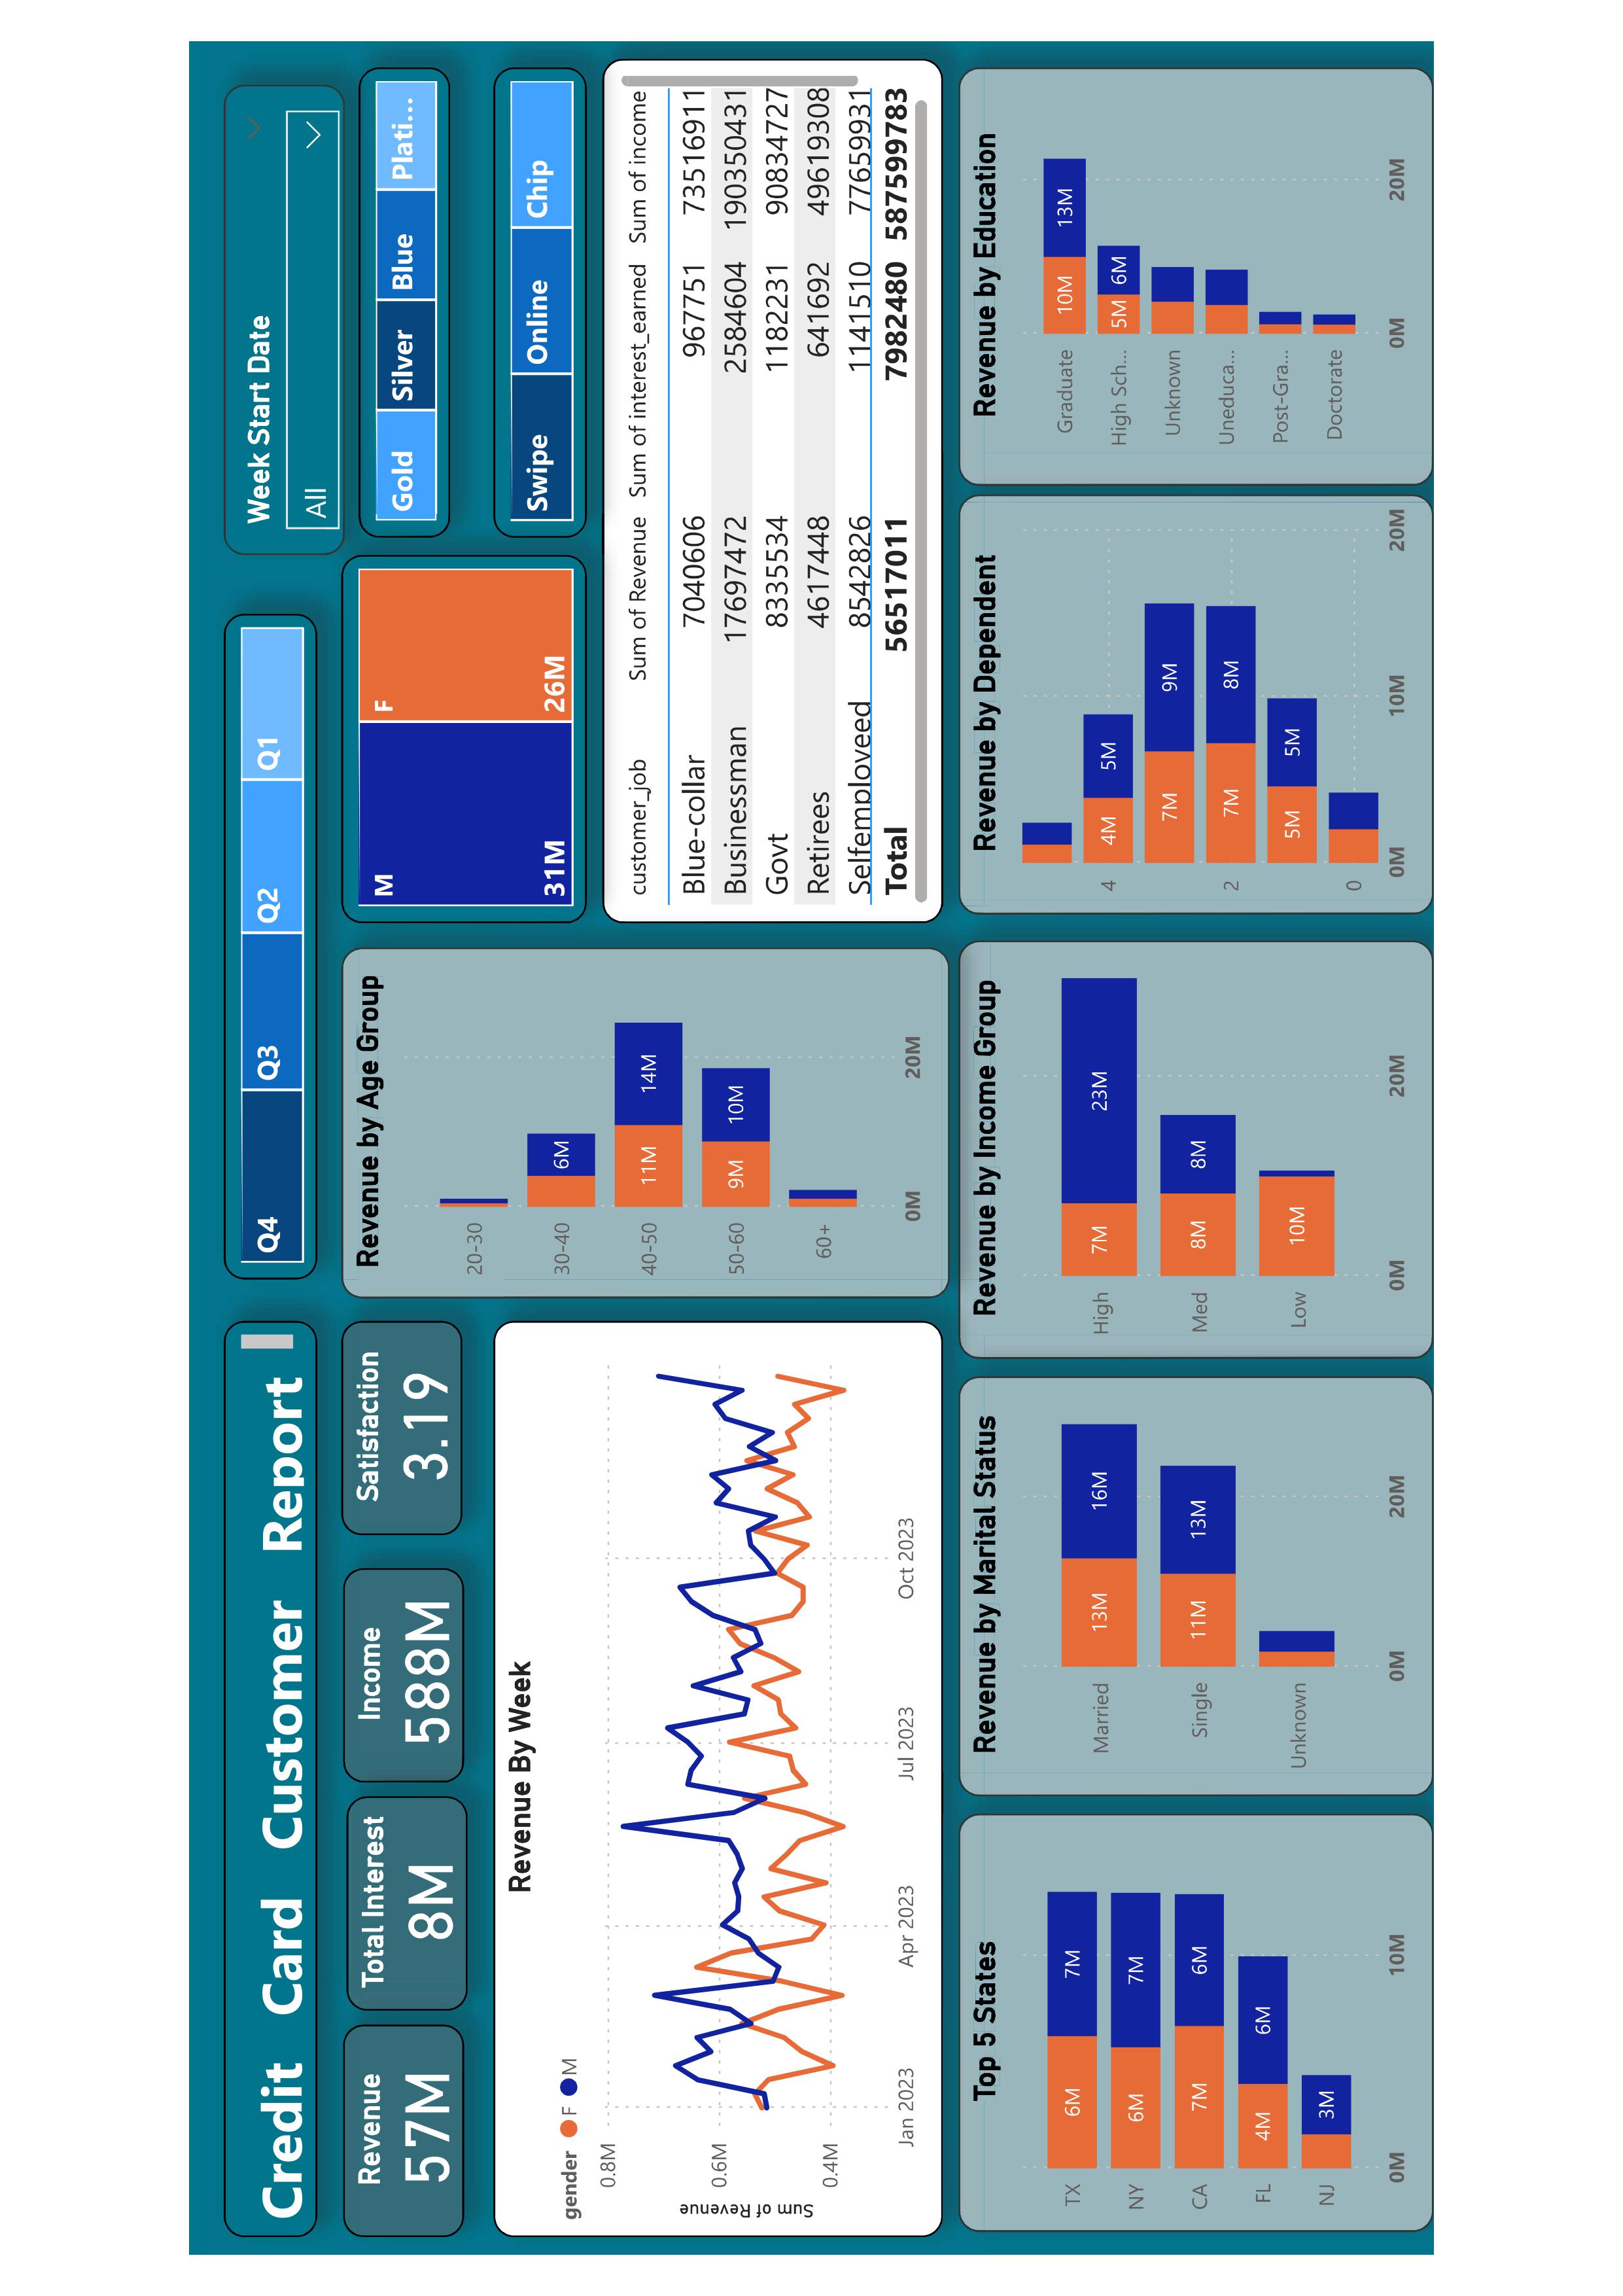 Credit Card Customer Report
Q4 Q3 Q2 Q1
Week Start Date
All
Revenue
57M
Total Interest
8M
Income
588M
Satisfaction
3.19
Revenue By Week
gender F M
Sum of Revenue
0.8M
0.6M
0.4M
Jan 2023 Apr 2023 Jul 2023 Oct 2023
Revenue by Age Group
20-30
30-40 6M
40-50 11M 14M
50-60 9M 10M
60+
0M 20M
M F
31M 26M
Gold Silver Blue Plati...
Swipe Online Chip
customer_job Sum of Revenue Sum of interest_earned Sum of income
Blue-collar 7040606 967751 73516911
Businessman 17697472 2584604 190350431
Govt 8335534 1182231 90834727
Retirees 4617448 641692 49619308
Selfemployeed 8542826 1141510 77659931
Total 56517011 7982480 587599783
Top 5 States
TX 6M 7M
NY 6M 7M
CA 7M 6M
FL 4M 6M
NJ 3M
0M 10M
Revenue by Marital Status
Married 13M 16M
Single 11M 13M
Unknown
0M 20M
Revenue by Income Group
High 7M 23M
Med 8M 8M
Low 10M
0M 20M
Revenue by Dependent
4 4M 5M
7M 9M
2 7M 8M
5M 5M
0
0M 10M 20M
Revenue by Education
Graduate 10M 13M
High Sch... 5M 6M
Unknown
Uneduca...
Post-Gra...
Doctorate
0M 20M